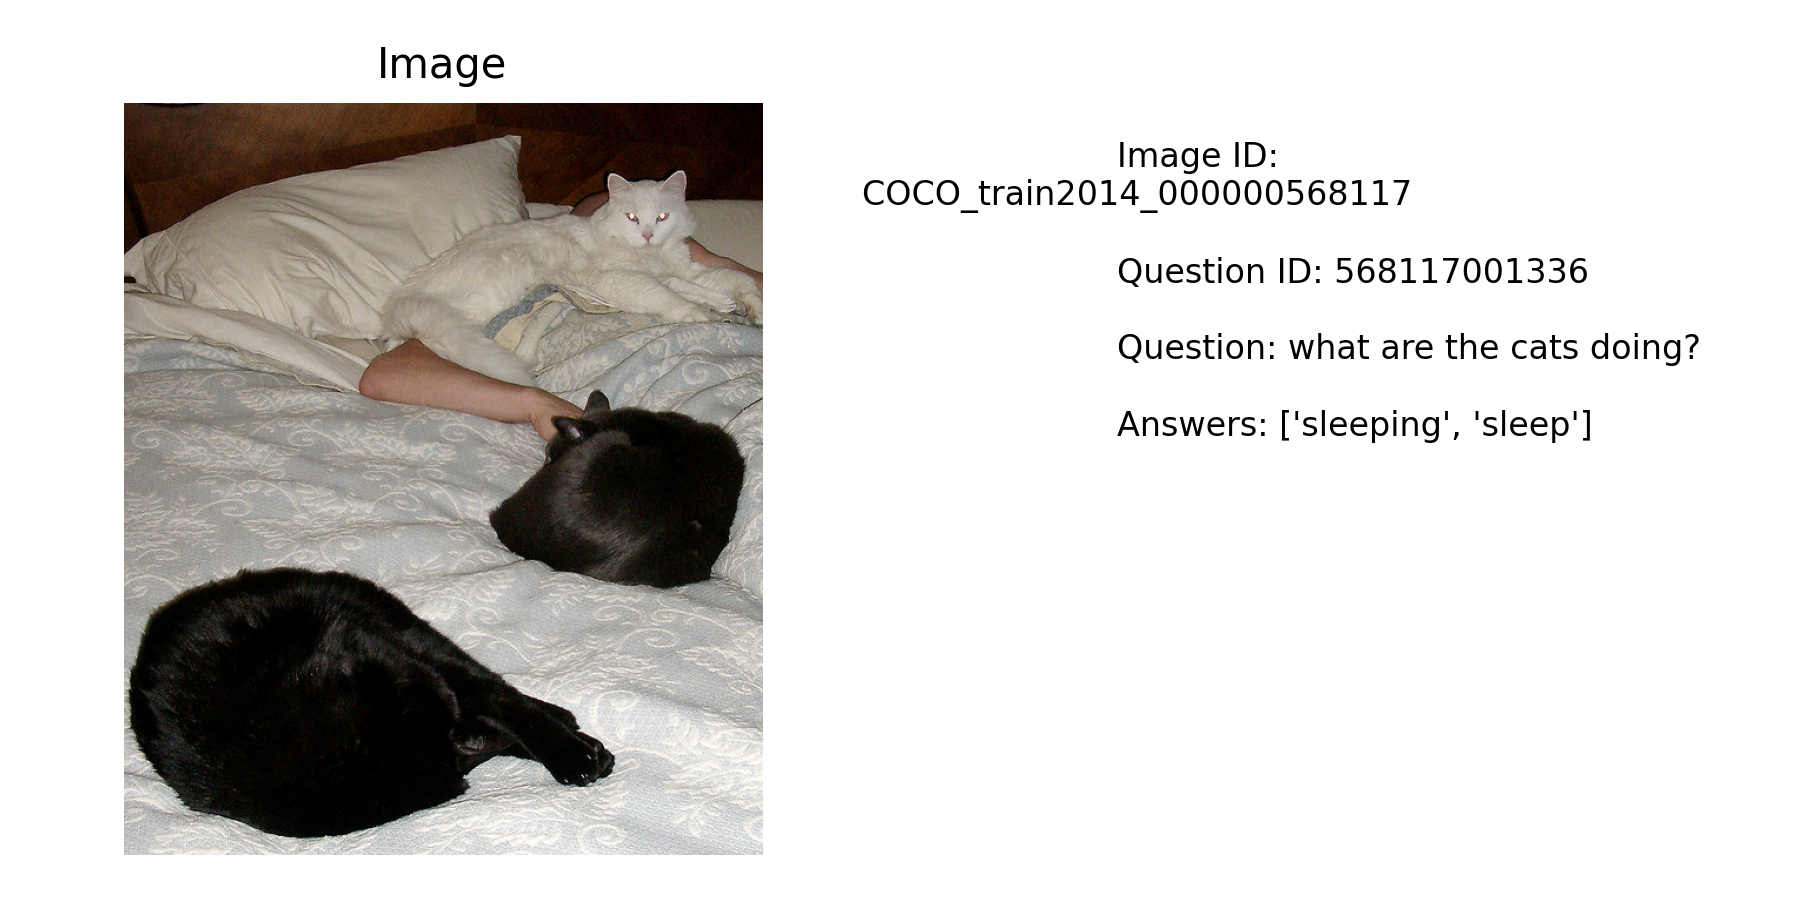 Image
Image ID:
COCO_train2014_000000568117
Question ID: 568117001336
Question: what are the cats doing?
Answers: ['sleeping', 'sleep']